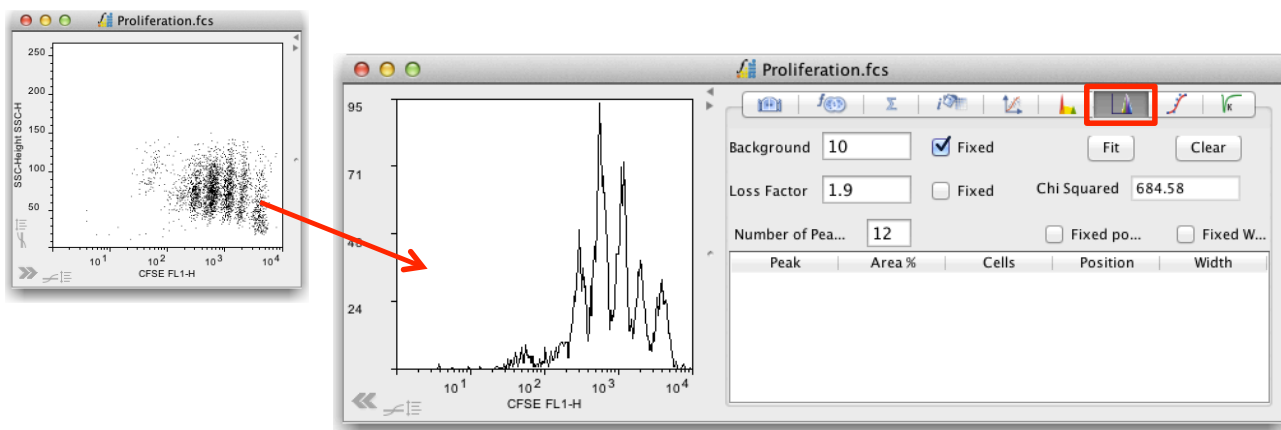 Proliferation.fcs
250
200
150
100
50
SSC-Height SSC-H
10¹ 10² 10³ 10⁴
CFSE FL1-H
Proliferation.fcs
95
71
24
10¹ 10² 10³ 10⁴
CFSE FL1-H
Σ
K
Background 10 Fixed Fit Clear
Loss Factor 1.9 Fixed Chi Squared 684.58
Number of Pea... 12 Fixed po... Fixed W...
Peak Area % Cells Position Width